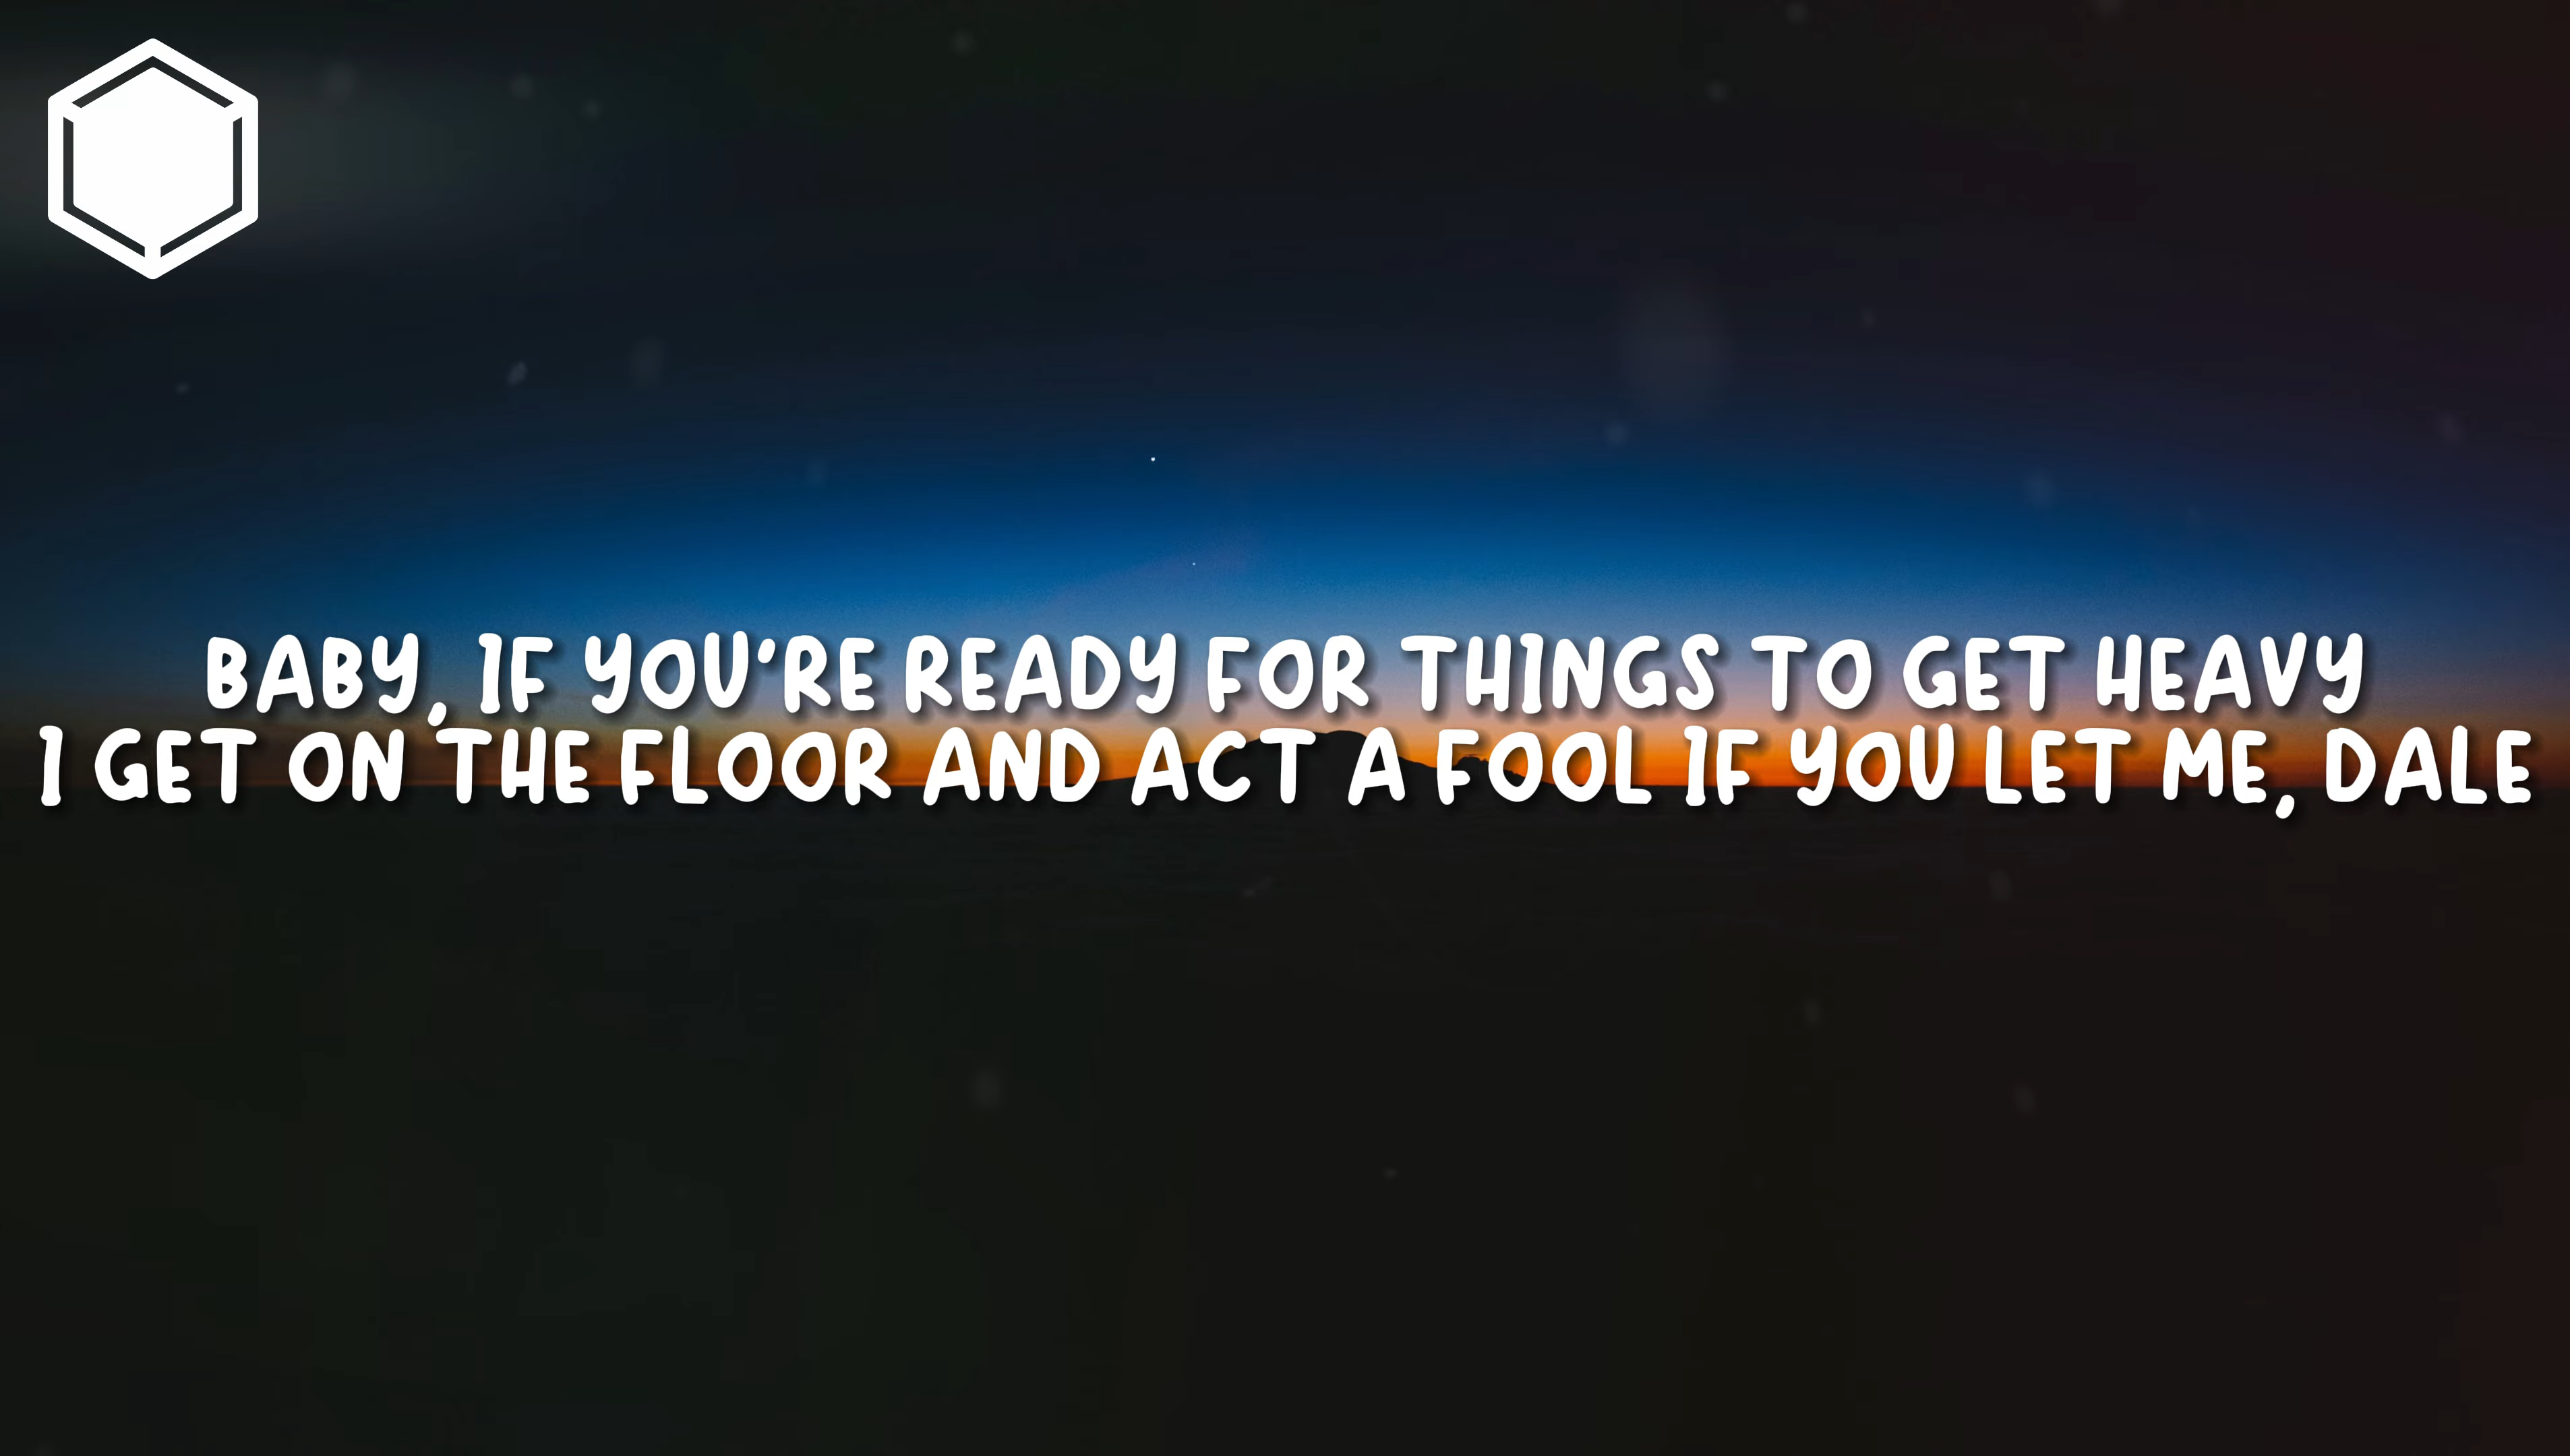 BABY, IF YOU'RE READY FOR THINGS TO GET HEAVY
I GET ON THE FLOOR AND ACT A FOOL IF YOU LET ME, DALE